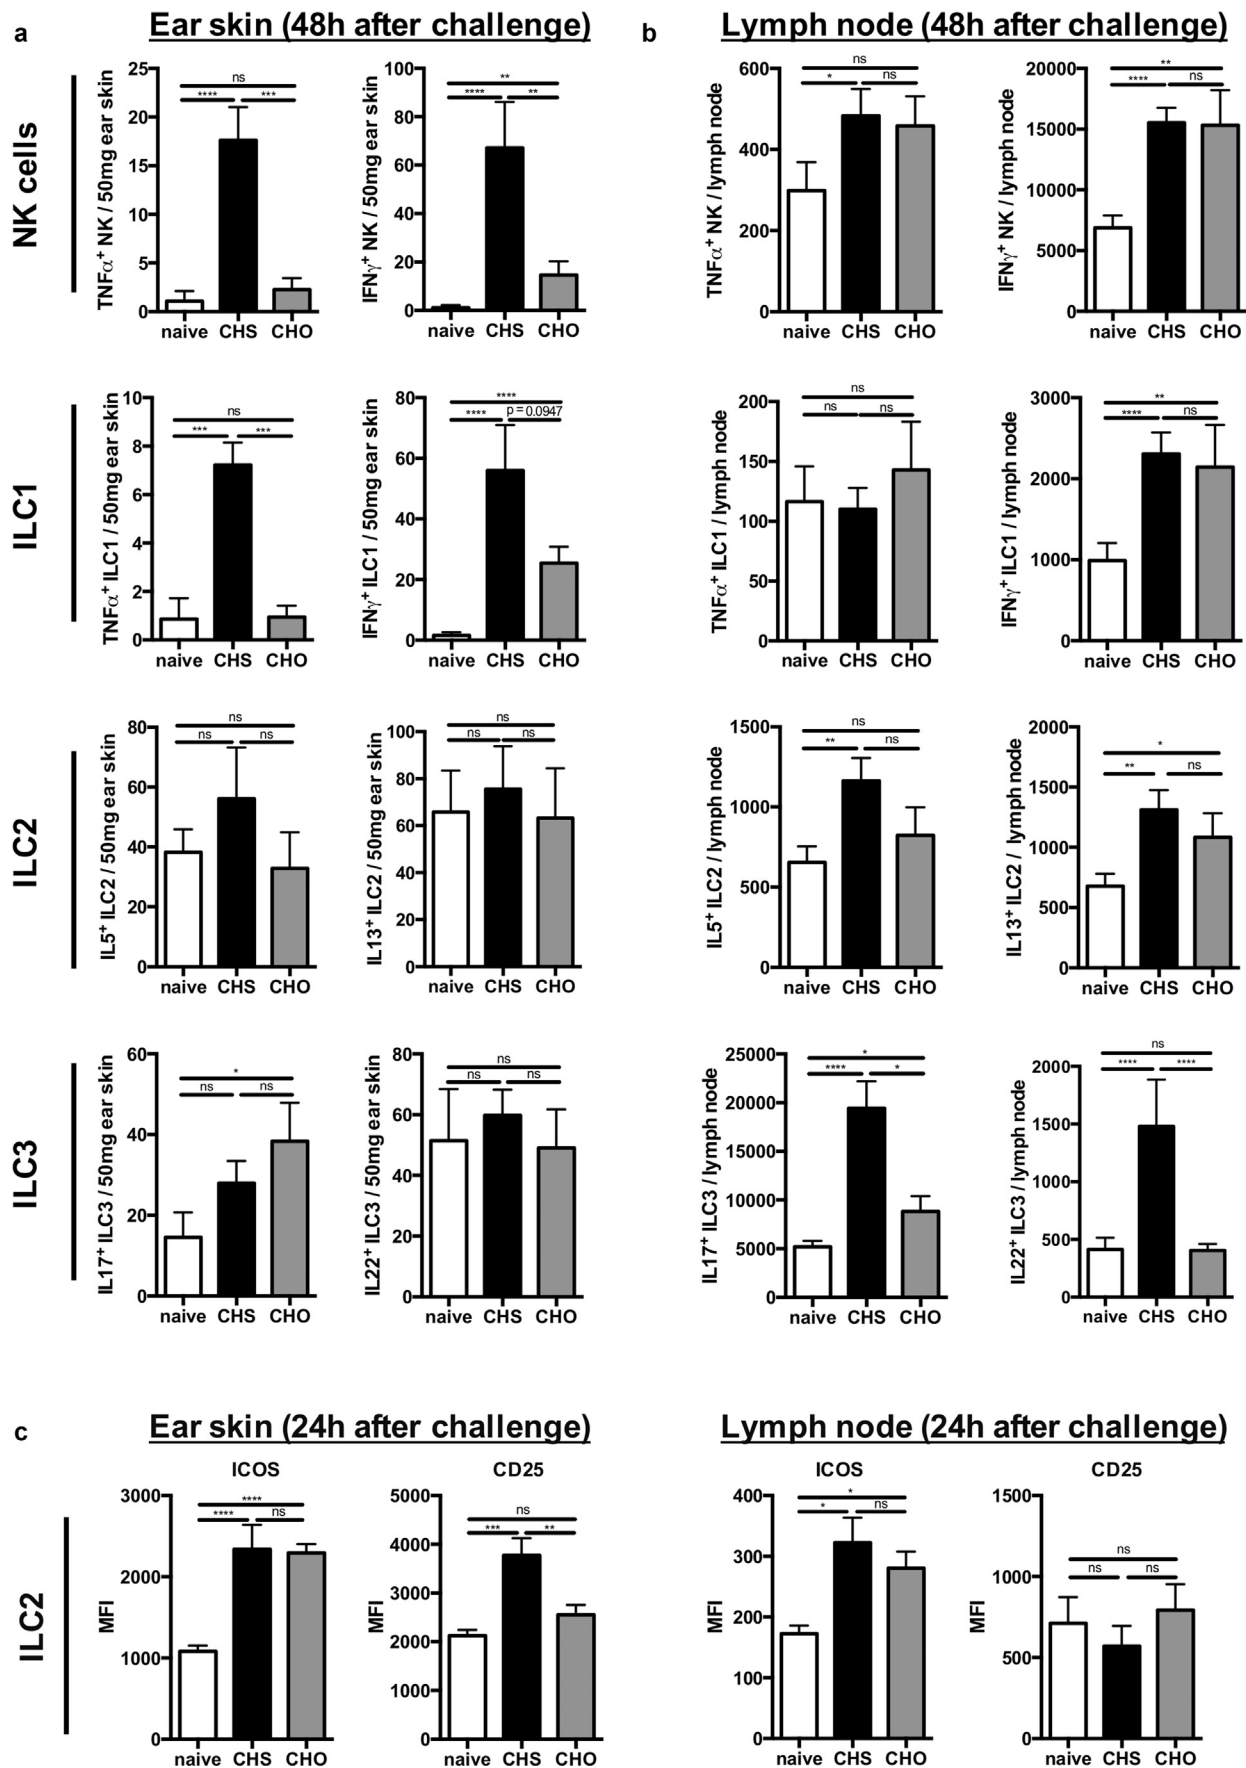 a
Ear skin (48h after challenge)
b
Lymph node (48h after challenge)
NK cells
TNFα⁺ NK / 50mg ear skin
25
20
15
10
5
0
ns
****
***
naive CHS CHO
IFNγ⁺ NK / 50mg ear skin
100
80
60
40
20
0
**
****
**
naive CHS CHO
TNFα⁺ NK / lymph node
600
400
200
0
ns
*
ns
naive CHS CHO
IFNγ⁺ NK / lymph node
20000
15000
10000
5000
0
**
****
ns
naive CHS CHO
ILC1
TNFα⁺ ILC1 / 50mg ear skin
10
8
6
4
2
0
ns
***
***
naive CHS CHO
IFNγ⁺ ILC1 / 50mg ear skin
80
60
40
20
0
****
****
p = 0.0947
naive CHS CHO
TNFα⁺ ILC1 / lymph node
200
150
100
50
0
ns
ns
ns
naive CHS CHO
IFNγ⁺ ILC1 / lymph node
3000
2000
1000
0
**
****
ns
naive CHS CHO
ILC2
IL5⁺ ILC2 / 50mg ear skin
80
60
40
20
0
ns
ns
ns
naive CHS CHO
IL13⁺ ILC2 / 50mg ear skin
100
80
60
40
20
0
ns
ns
ns
naive CHS CHO
IL5⁺ ILC2 / lymph node
1500
1000
500
0
ns
**
ns
naive CHS CHO
IL13⁺ ILC2 / lymph node
2000
1500
1000
500
0
*
**
ns
naive CHS CHO
ILC3
IL17⁺ ILC3 / 50mg ear skin
60
40
20
0
*
ns
ns
naive CHS CHO
IL22⁺ ILC3 / 50mg ear skin
80
60
40
20
0
ns
ns
ns
naive CHS CHO
IL17⁺ ILC3 / lymph node
25000
20000
15000
10000
5000
0
*
****
*
naive CHS CHO
IL22⁺ ILC3 / lymph node
2000
1500
1000
500
0
ns
****
****
naive CHS CHO
c
Ear skin (24h after challenge)
Lymph node (24h after challenge)
ILC2
ICOS
MFI
3000
2000
1000
0
****
****
ns
naive CHS CHO
CD25
MFI
5000
4000
3000
2000
1000
0
ns
***
**
naive CHS CHO
ICOS
MFI
400
300
200
100
0
*
*
ns
naive CHS CHO
CD25
MFI
1500
1000
500
0
ns
ns
ns
naive CHS CHO